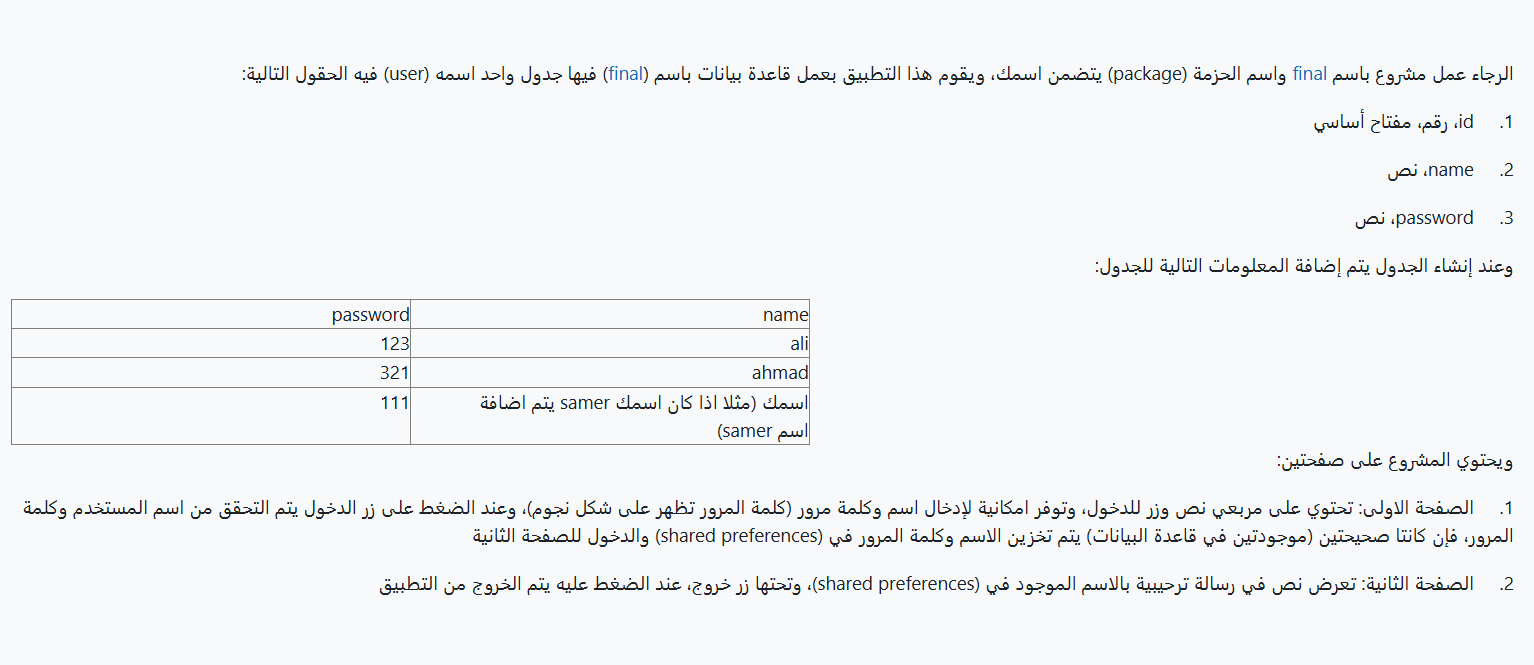 الرجاء عمل مشروع باسم final واسم الحزمة (package) يتضمن اسمك، ويقوم هذا التطبيق بعمل قاعدة بيانات باسم (final) فيها جدول واحد اسمه (user) فيه الحقول التالية:
1. id، رقم، مفتاح أساسي
2. name، نص
3. password، نص
وعند إنشاء الجدول يتم إضافة المعلومات التالية للجدول:
name password
ali 123
ahmad 321
اسمك (مثلا اذا كان اسمك samer يتم اضافة 111
اسم samer)
ويحتوي المشروع على صفحتين:
1. الصفحة الاولى: تحتوي على مربعي نص وزر للدخول، وتوفر امكانية لإدخال اسم وكلمة مرور (كلمة المرور تظهر على شكل نجوم)، وعند الضغط على زر الدخول يتم التحقق من اسم المستخدم وكلمة
المرور، فإن كانتا صحيحتين (موجودتين في قاعدة البيانات) يتم تخزين الاسم وكلمة المرور في (shared preferences) والدخول للصفحة الثانية
2. الصفحة الثانية: تعرض نص في رسالة ترحيبية بالاسم الموجود في (shared preferences)، وتحتها زر خروج، عند الضغط عليه يتم الخروج من التطبيق